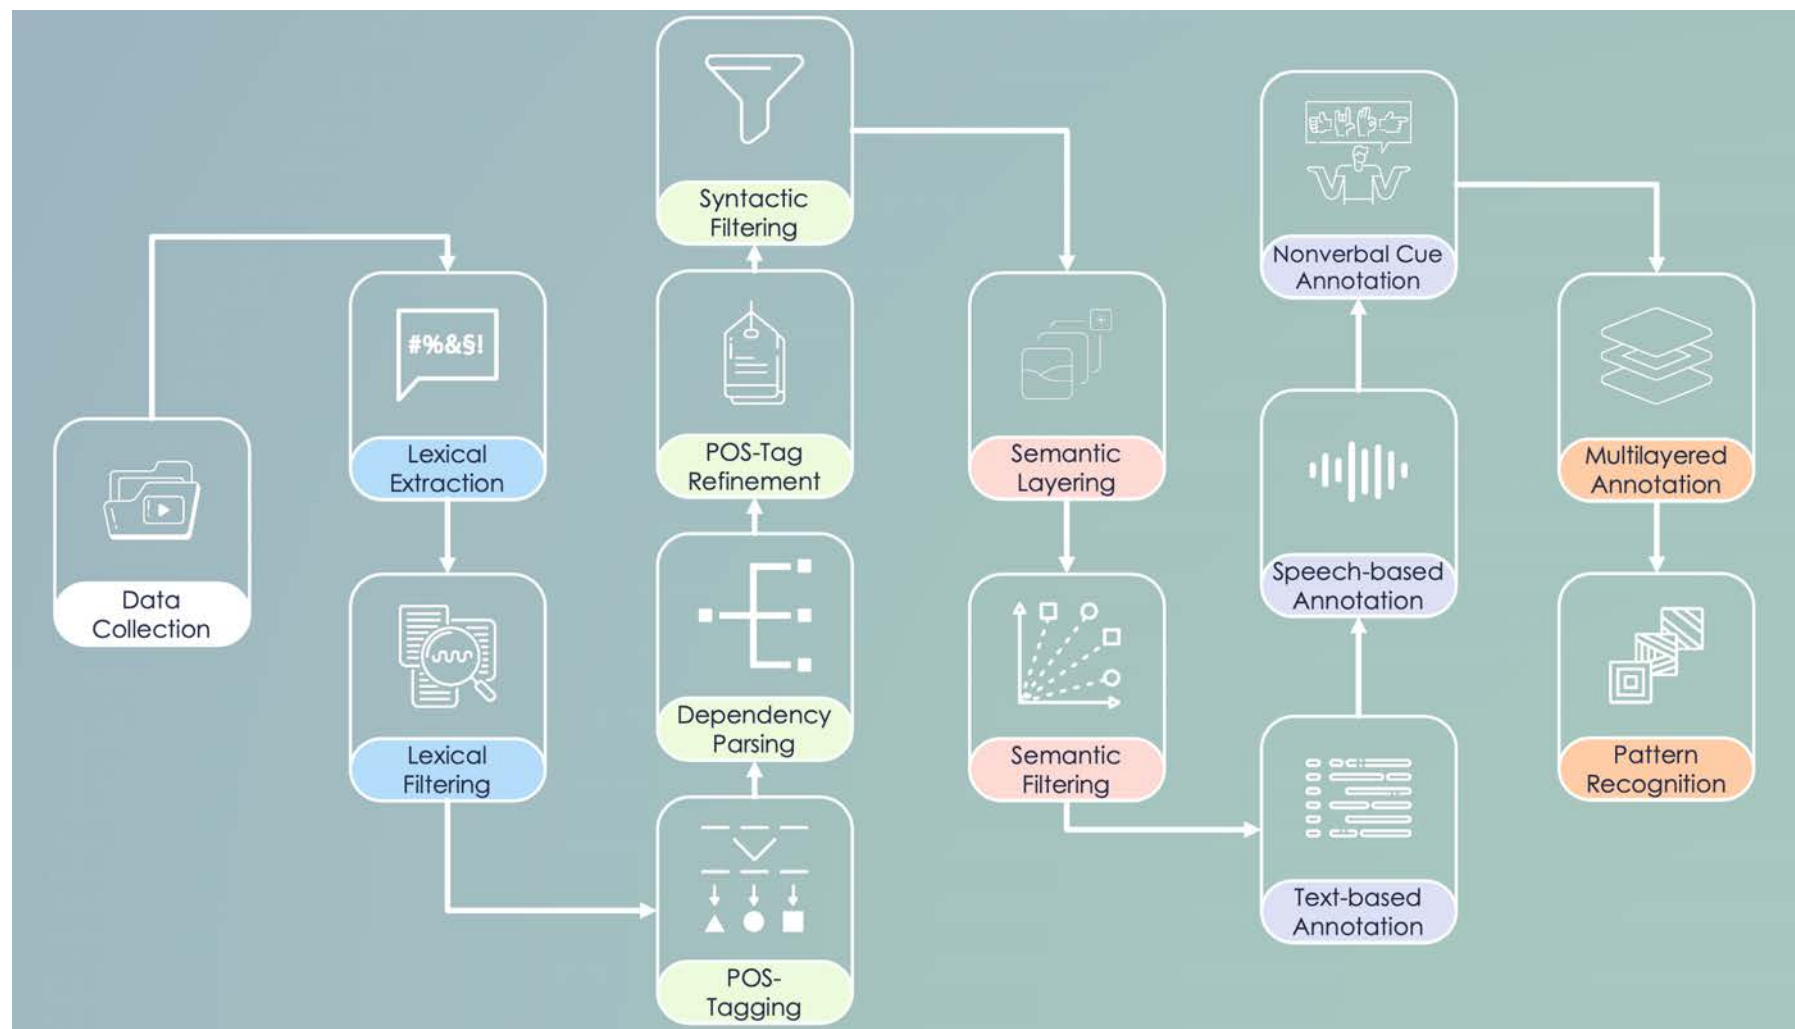 Data
Collection
#%&§!
Lexical
Extraction
Lexical
Filtering
POS-
Tagging
Dependency
Parsing
POS-Tag
Refinement
Syntactic
Filtering
Semantic
Layering
Semantic
Filtering
Text-based
Annotation
Speech-based
Annotation
Nonverbal Cue
Annotation
Multilayered
Annotation
Pattern
Recognition